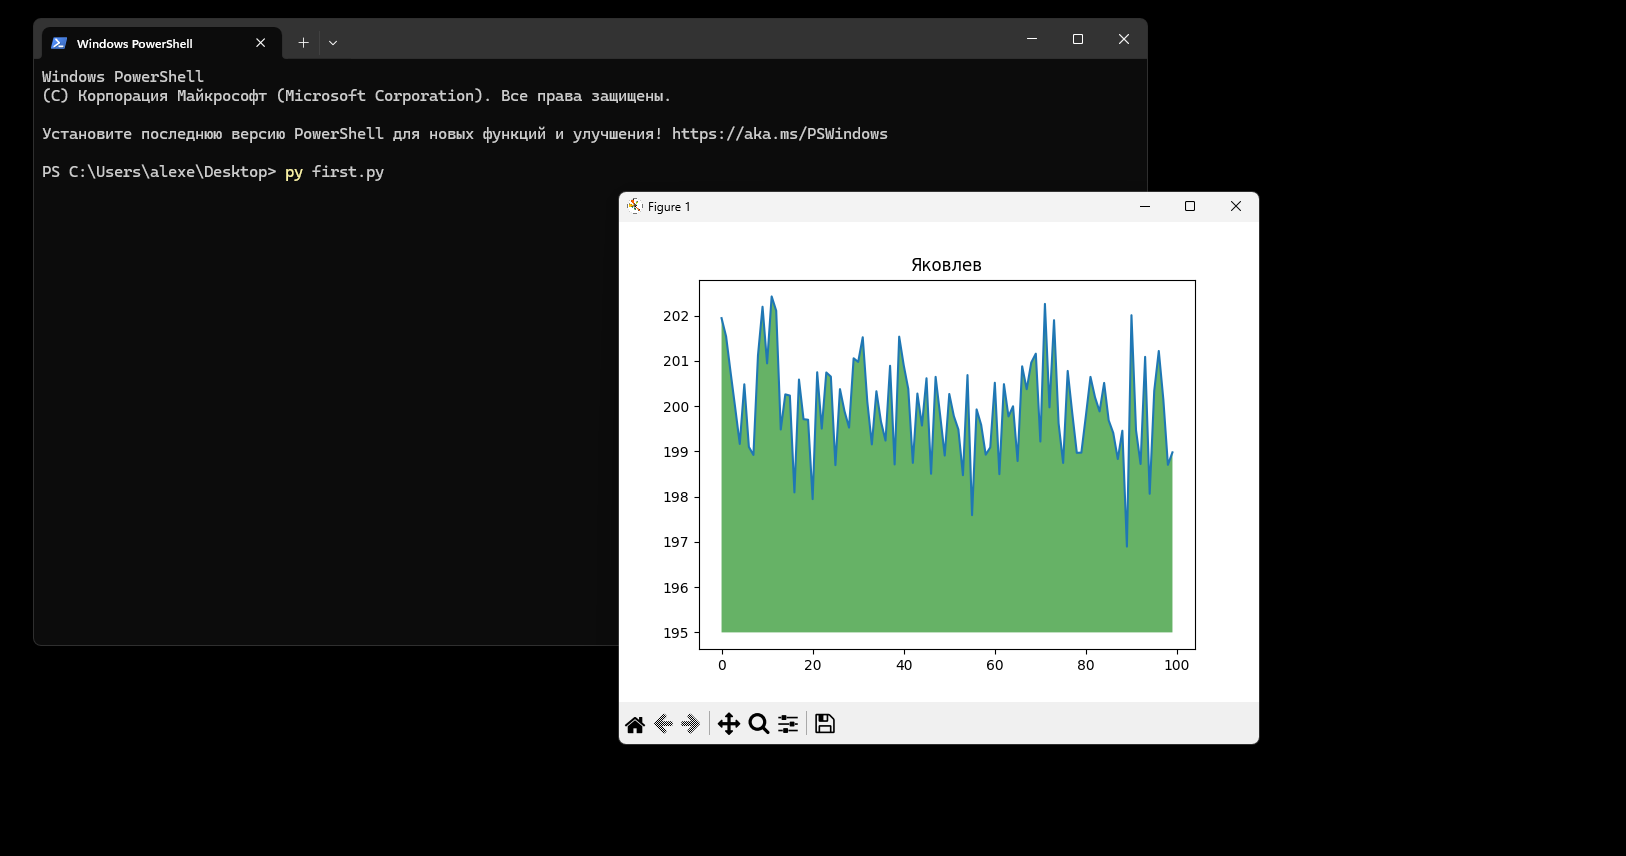 Windows PowerShell
Windows PowerShell
(C) Корпорация Майкрософт (Microsoft Corporation). Все права защищены.
Установите последнюю версию PowerShell для новых функций и улучшения! https://aka.ms/PSWindows
PS C:\Users\alexe\Desktop> py first.py
Figure 1
Яковлев
202
201
200
199
198
197
196
195
0 20 40 60 80 100